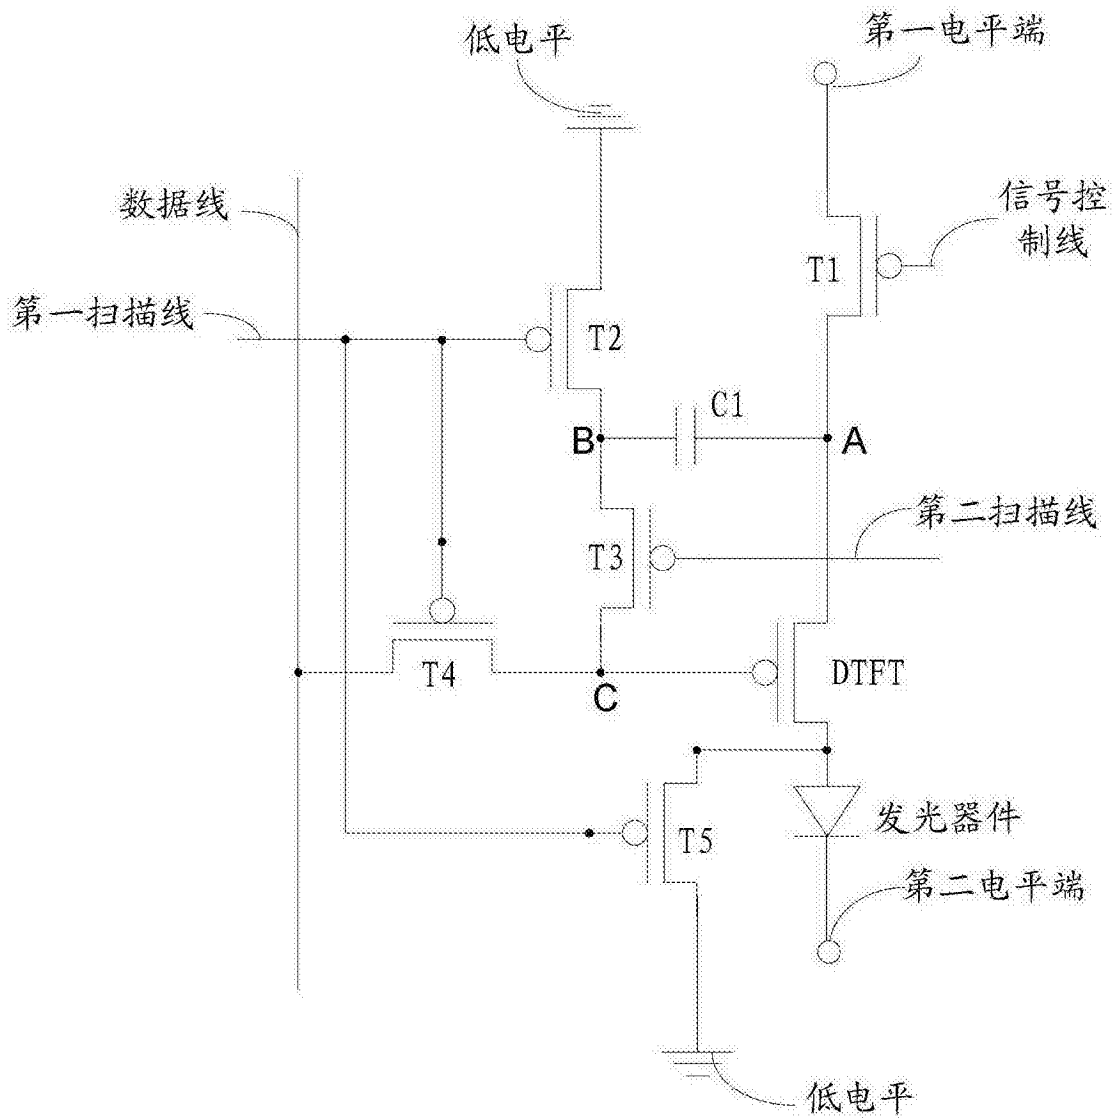 低电平
第一电平端
数据线
信号控
制线
T1
第一扫描线
T2
C1
B
A
第二扫描线
T3
T4
DTFT
C
T5
发光器件
第二电平端
低电平